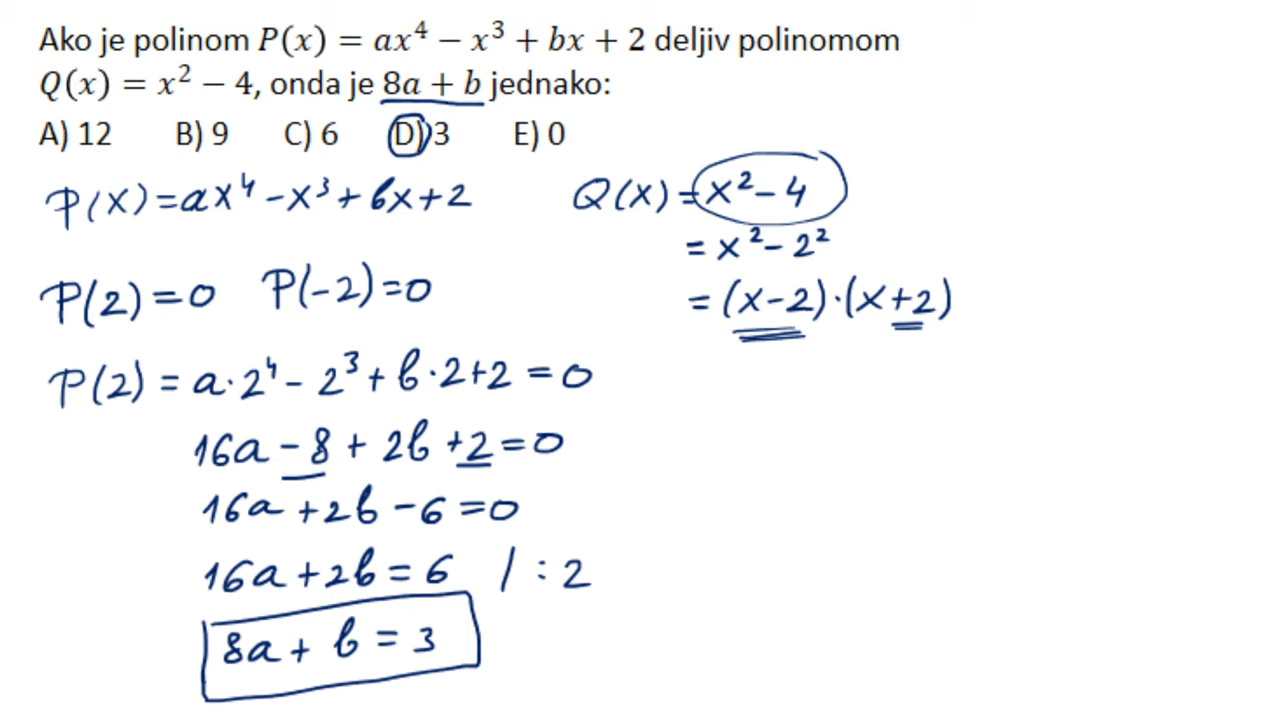 Ako je polinom P(x) = ax⁴ − x³ + bx + 2 deljiv polinomom
Q(x) = x² − 4, onda je 8a + b jednako:
A) 12 B) 9 C) 6 D) 3 E) 0
P(x)=ax⁴-x³+bx+2 Q(x)=x²-4
=x²-2²
P(2)=0 P(-2)=0 =(x-2)·(x+2)
P(2)=a·2⁴-2³+b·2+2=0
16a-8+2b+2=0
16a+2b-6=0
16a+2b=6 /:2
8a+b=3